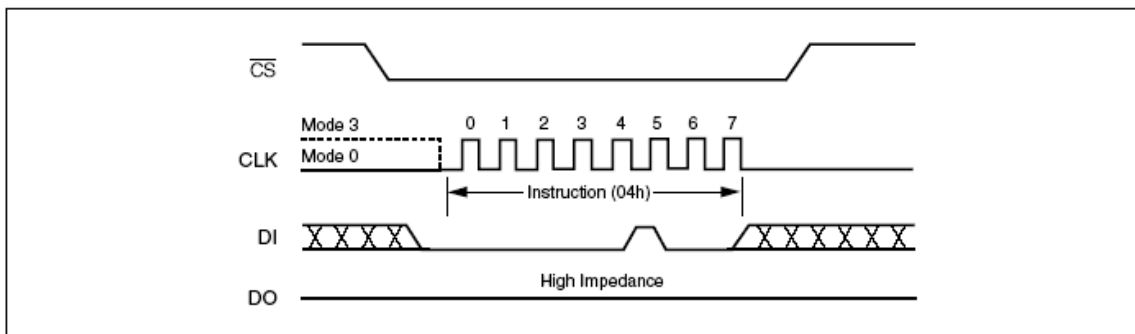 CS
Mode 3
0 1 2 3 4 5 6 7
CLK
Mode 0
Instruction (04h)
DI
High Impedance
DO